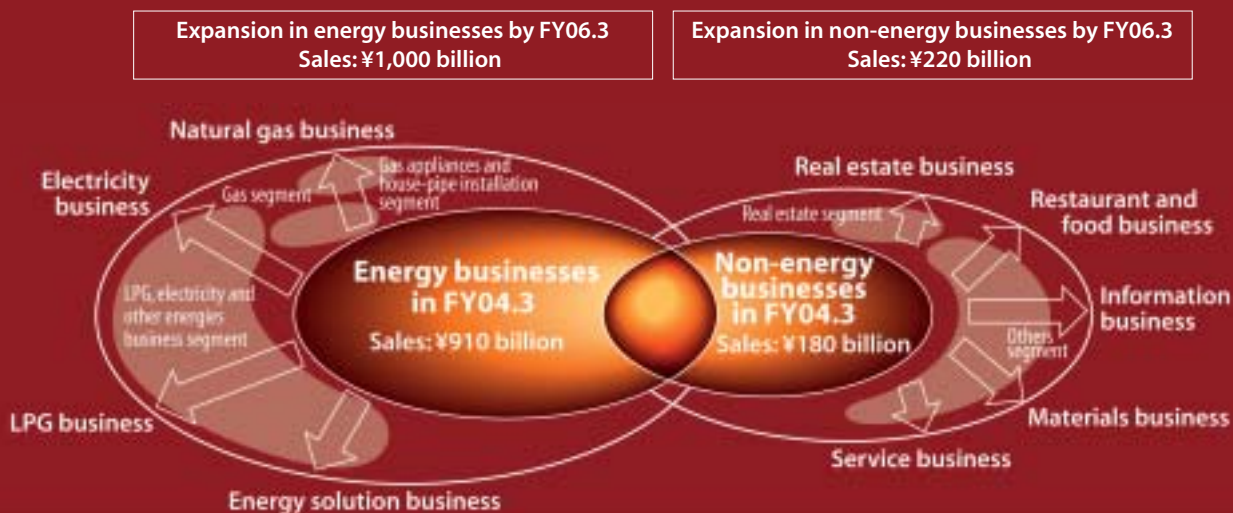 Expansion in energy businesses by FY06.3
Sales: ¥1,000 billion
Expansion in non-energy businesses by FY06.3
Sales: ¥220 billion
Natural gas business
Electricity
business
Gas segment
Gas appliances and
house-pipe installation
segment
LPG, electricity and
other energies
business segment
Energy businesses
in FY04.3
Sales: ¥910 billion
LPG business
Energy solution business
Real estate business
Real estate segment
Restaurant and
food business
Non-energy
businesses
in FY04.3
Sales: ¥180 billion
Information
business
Others
segment
Materials business
Service business